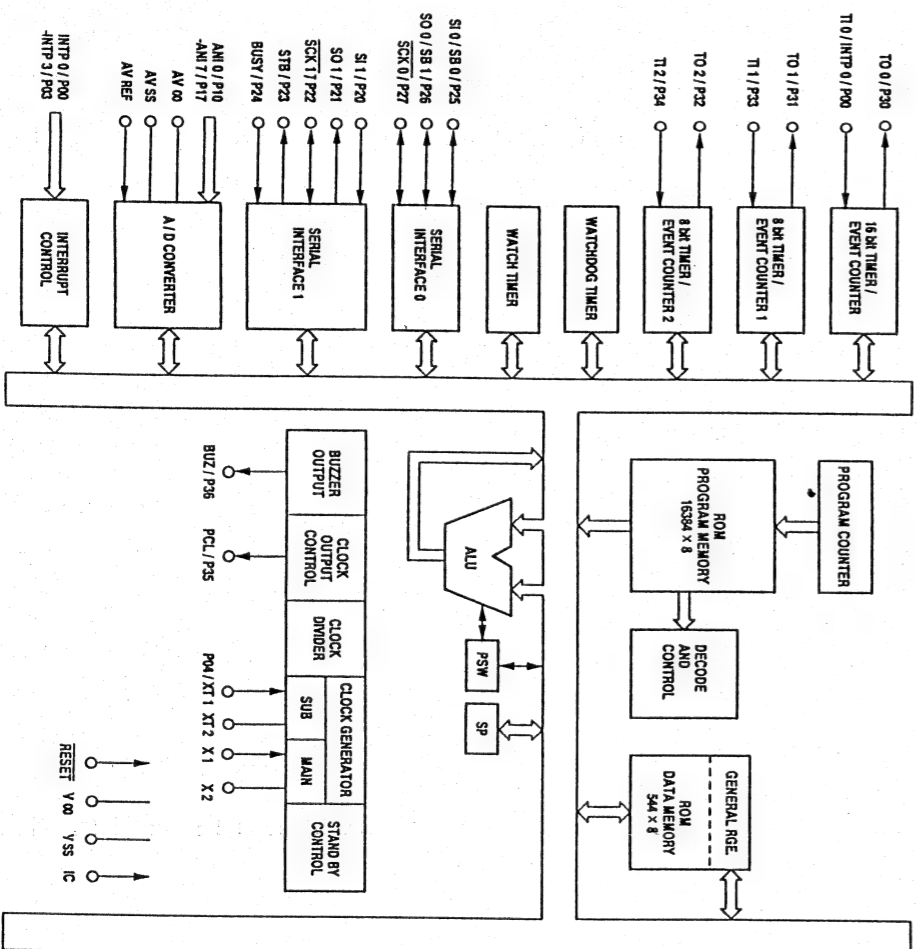 TO 0 / P30
TI 0 / INTP 0 / P00
16 bit TIMER /
EVENT COUNTER
TO 1 / P31
TI 1 / P33
8 bit TIMER /
EVENT COUNTER 1
TO 2 / P32
TI 2 / P34
8 bit TIMER /
EVENT COUNTER 2
WATCHDOG TIMER
WATCH TIMER
SI 0 / SB 0 / P25
SO 0 / SB 1 / P26
SCK 0 / P27
SERIAL
INTERFACE 0
SI 1 / P20
SO 1 / P21
SCK 1 / P22
STB / P23
BUSY / P24
SERIAL
INTERFACE 1
ANI 0 / P10
-ANI 7 / P17
AV 00
AV SS
AV REF
A / D CONVERTER
INTP 0 / P00
-INTP 3 / P03
INTERRUPT
CONTROL
PROGRAM COUNTER
ROM
PROGRAM MEMORY
16384 X 8
DECODE
AND
CONTROL
GENERAL RGE.
ROM
DATA MEMORY
544 X 8
ALU
PSW
SP
BUZZER
OUTPUT
CLOCK
OUTPUT
CONTROL
CLOCK
DIVIDER
CLOCK GENERATOR
SUB
MAIN
STAND BY
CONTROL
BUZ / P36
PCL / P35
P04 / XT 1
XT 2
X 1
X 2
RESET
V 00
V SS
IC